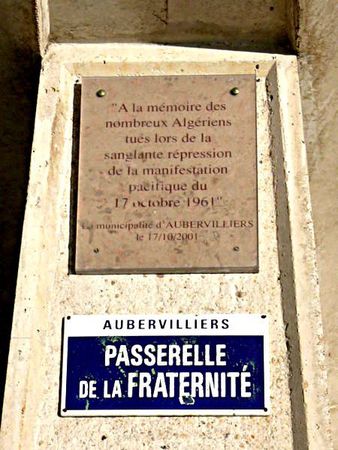 "A la mémoire des
nombreux Algériens
tués lors de la
sanglante répression
de la manifestation
pacifique du
17 octobre 1961"
La municipalité d'AUBERVILLIERS
le 17/10/2001
AUBERVILLIERS
PASSERELLE
DE LA FRATERNITÉ